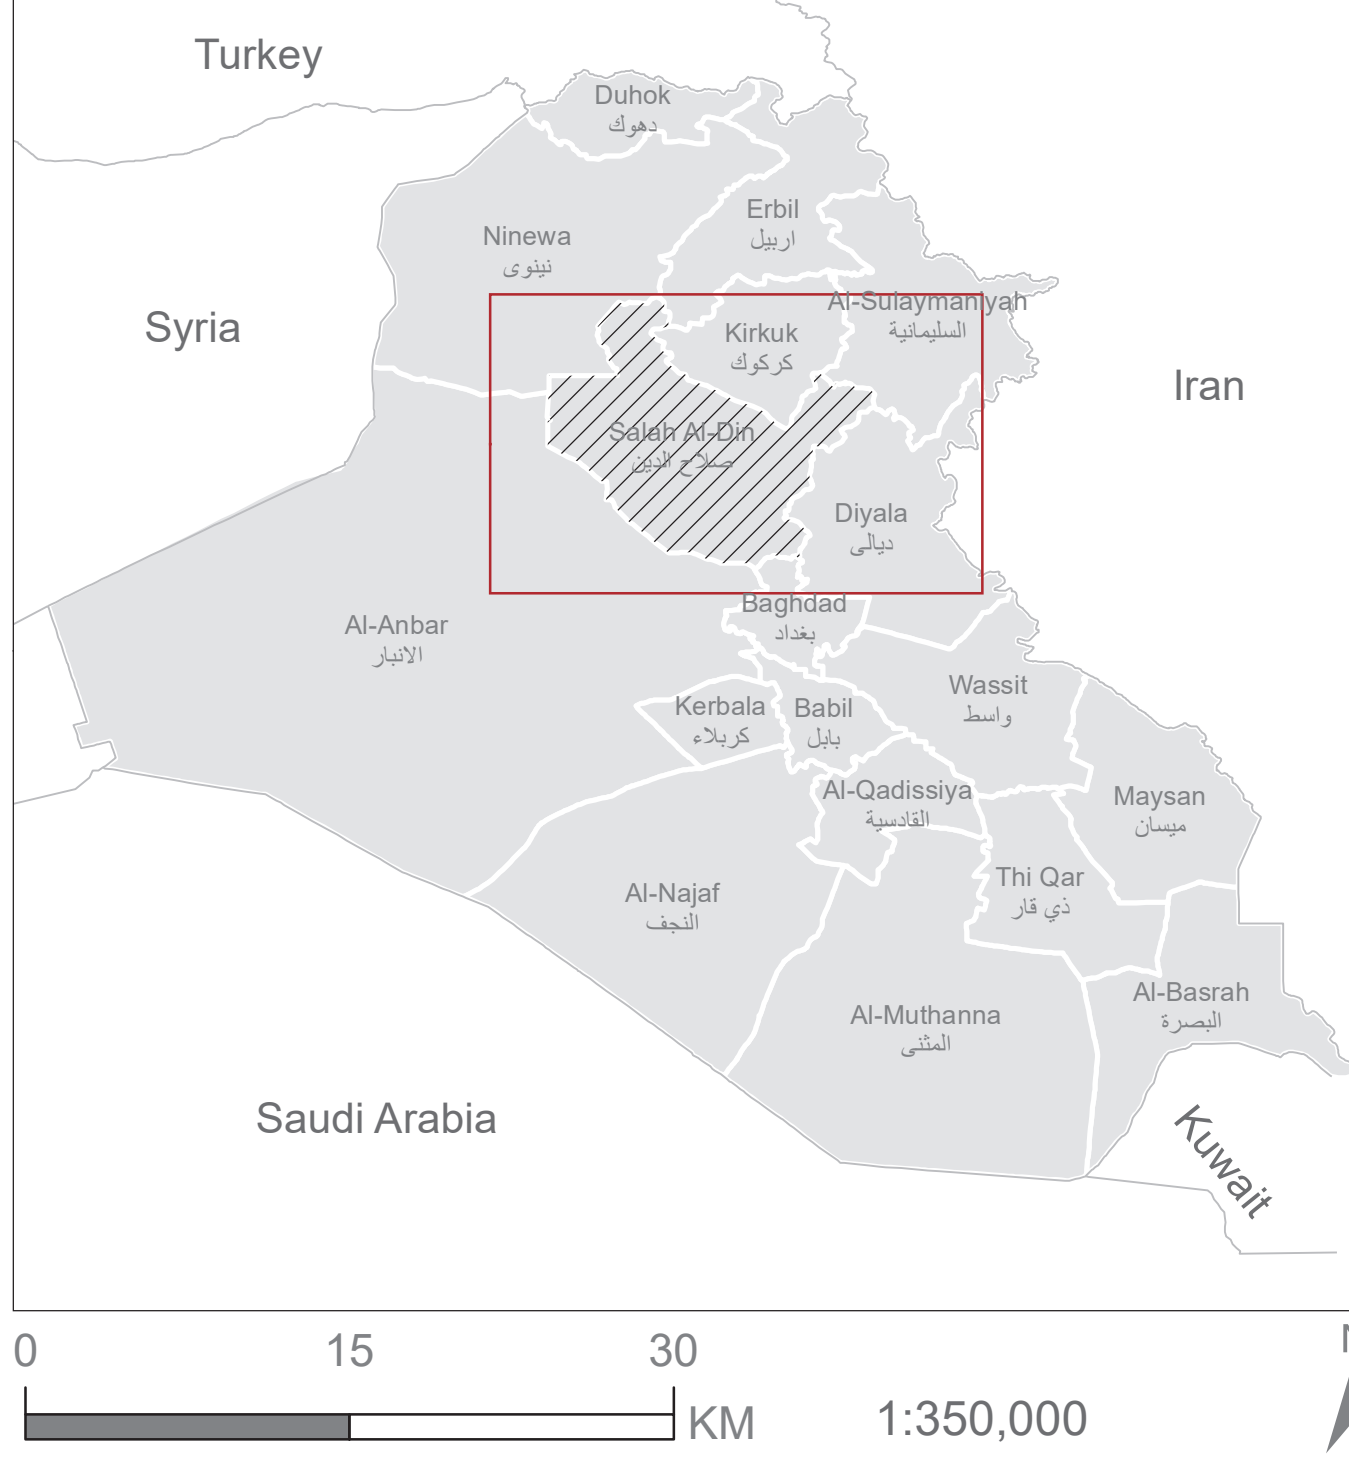 Turkey
Duhok
دهوك
Erbil
اربيل
Ninewa
نينوى
Al-Sulaymaniyah
السليمانية
Syria
Kirkuk
كركوك
Iran
Salah Al-Din
صلاح الدين
Diyala
ديالى
Baghdad
بغداد
Al-Anbar
الانبار
Wassit
واسط
Kerbala
كربلاء
Babil
بابل
Al-Qadissiya
القادسية
Maysan
ميسان
Thi Qar
ذي قار
Al-Najaf
النجف
Al-Basrah
البصرة
Al-Muthanna
المثنى
Saudi Arabia
Kuwait
0 15 30
KM
1:350,000